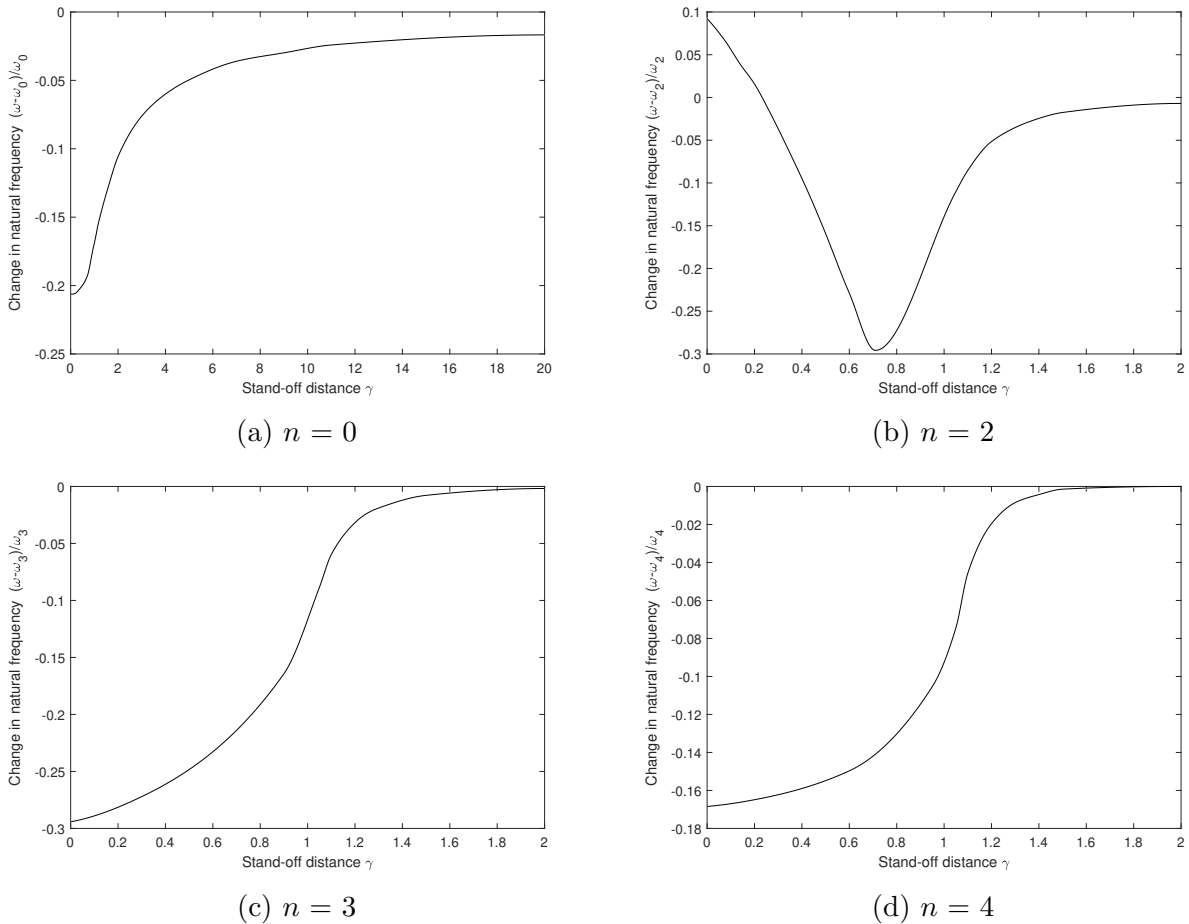 0
-0.05
-0.1
-0.15
-0.2
-0.25
Change in natural frequency (ω-ω₀)/ω₀
0 2 4 6 8 10 12 14 16 18 20
Stand-off distance γ
(a) n = 0
0.1
0.05
0
-0.05
-0.1
-0.15
-0.2
-0.25
-0.3
Change in natural frequency (ω-ω₂)/ω₂
0 0.2 0.4 0.6 0.8 1 1.2 1.4 1.6 1.8 2
Stand-off distance γ
(b) n = 2
0
-0.05
-0.1
-0.15
-0.2
-0.25
-0.3
Change in natural frequency (ω-ω₃)/ω₃
0 0.2 0.4 0.6 0.8 1 1.2 1.4 1.6 1.8 2
Stand-off distance γ
(c) n = 3
0
-0.02
-0.04
-0.06
-0.08
-0.1
-0.12
-0.14
-0.16
-0.18
Change in natural frequency (ω-ω₄)/ω₄
0 0.2 0.4 0.6 0.8 1 1.2 1.4 1.6 1.8 2
Stand-off distance γ
(d) n = 4